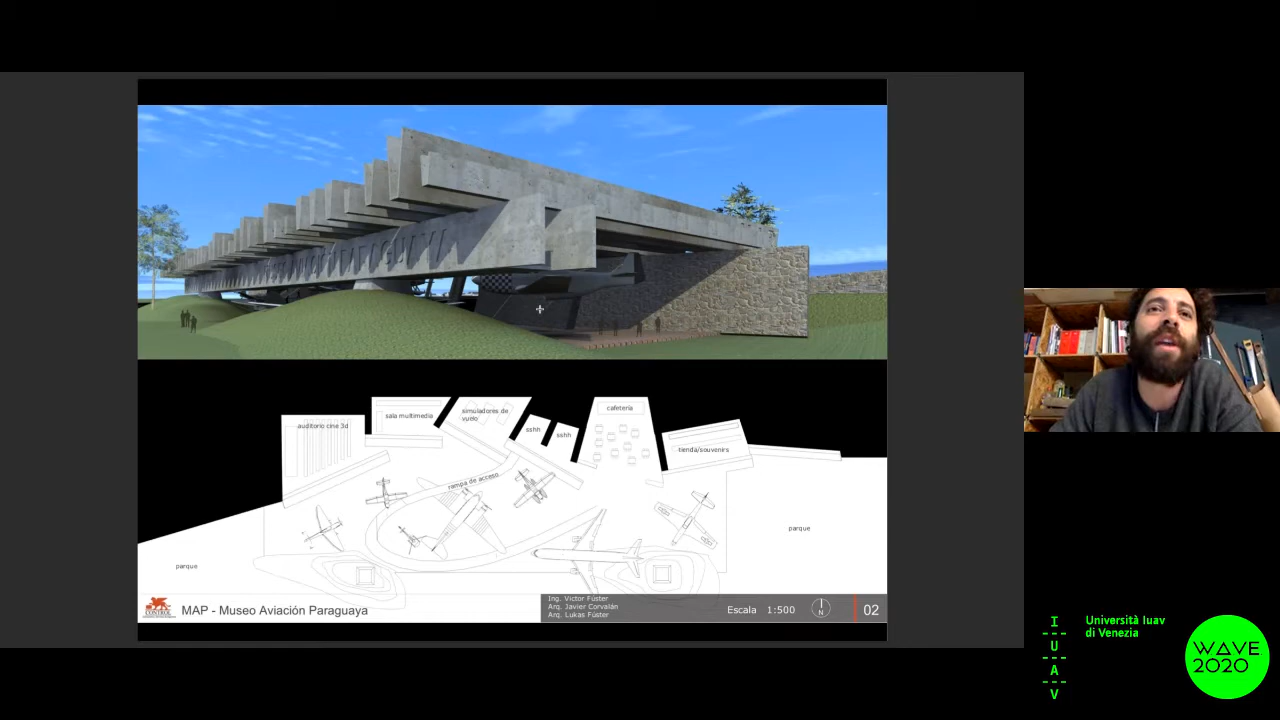 auditorio cine 3d
sala multimedia
simuladores de
vuelo
sshh
sshh
cafetería
tienda/souvenirs
rampa de acceso
parque
parque
CONSTRUE
MAP - Museo Aviación Paraguaya
Ing. Victor Fúster
Arq. Javier Corvalán
Arq. Lukas Fúster
Escala 1:500
N
02
I
U
A
V
Università Iuav
di Venezia
WAVE
2020